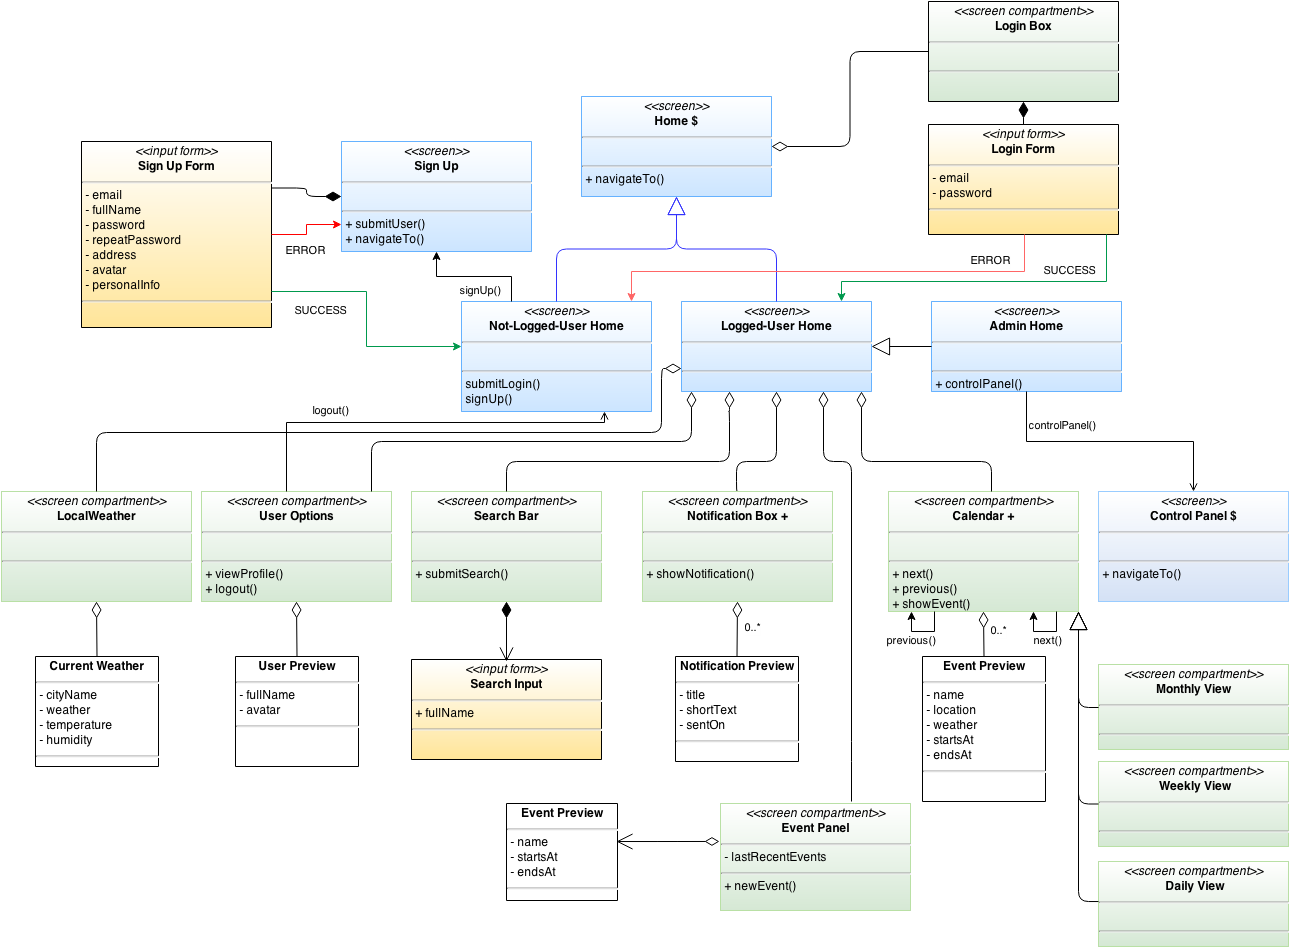 <<screen compartment>>
Login Box
<<screen>>
Home $
+ navigateTo()
<<input form>>
Login Form
- email
- password
<<input form>>
Sign Up Form
- email
- fullName
- password
- repeatPassword
- address
- avatar
- personalInfo
<<screen>>
Sign Up
+ submitUser()
+ navigateTo()
ERROR
SUCCESS
signUp()
ERROR
SUCCESS
<<screen>>
Not-Logged-User Home
submitLogin()
signUp()
<<screen>>
Logged-User Home
<<screen>>
Admin Home
+ controlPanel()
logout()
controlPanel()
<<screen compartment>>
LocalWeather
<<screen compartment>>
User Options
+ viewProfile()
+ logout()
<<screen compartment>>
Search Bar
+ submitSearch()
<<screen compartment>>
Notification Box +
+ showNotification()
<<screen compartment>>
Calendar +
+ next()
+ previous()
+ showEvent()
<<screen>>
Control Panel $
+ navigateTo()
0..*
previous()
0..*
next()
Current Weather
- cityName
- weather
- temperature
- humidity
User Preview
- fullName
- avatar
<<input form>>
Search Input
+ fullName
Notification Preview
- title
- shortText
- sentOn
Event Preview
- name
- location
- weather
- startsAt
- endsAt
<<screen compartment>>
Monthly View
<<screen compartment>>
Weekly View
<<screen compartment>>
Daily View
Event Preview
- name
- startsAt
- endsAt
<<screen compartment>>
Event Panel
- lastRecentEvents
+ newEvent()